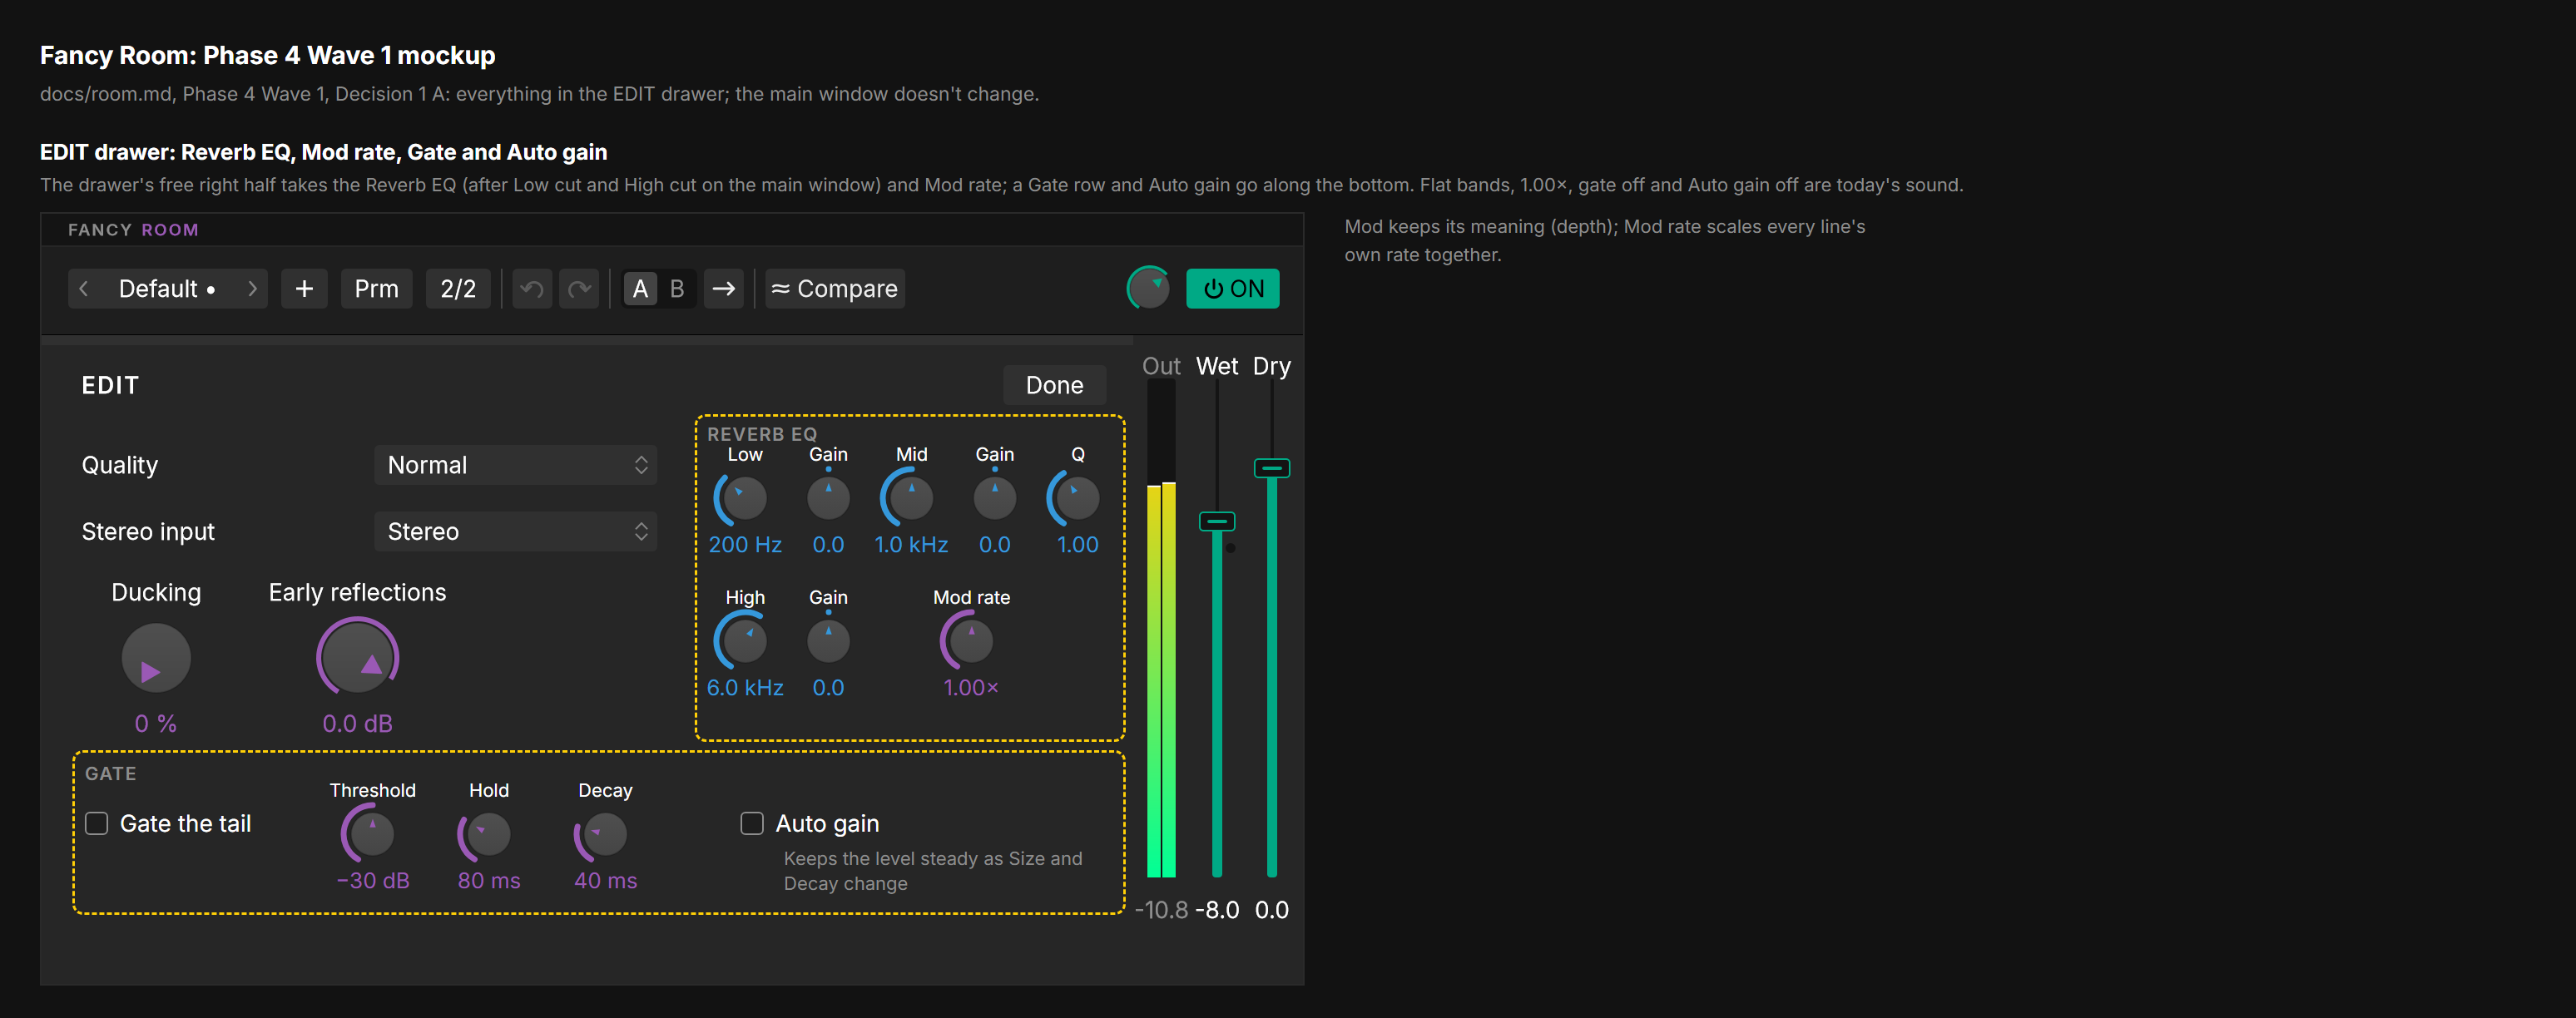 Fancy Room: Phase 4 Wave 1 mockup
docs/room.md, Phase 4 Wave 1, Decision 1 A: everything in the EDIT drawer; the main window doesn't change.
EDIT drawer: Reverb EQ, Mod rate, Gate and Auto gain
The drawer's free right half takes the Reverb EQ (after Low cut and High cut on the main window) and Mod rate; a Gate row and Auto gain go along the bottom. Flat bands, 1.00×, gate off and Auto gain off are today's sound.
FANCY ROOM
Mod keeps its meaning (depth); Mod rate scales every line's
own rate together.
Default • + Prm 2/2 A B → ≈ Compare ON
Out Wet Dry
EDIT Done
REVERB EQ
Low Gain Mid Gain Q
Quality Normal
200 Hz 0.0 1.0 kHz 0.0 1.00
Stereo input Stereo
Ducking Early reflections
High Gain Mod rate
6.0 kHz 0.0 1.00×
0 % 0.0 dB
GATE
Threshold Hold Decay
Gate the tail Auto gain
Keeps the level steady as Size and
Decay change
−30 dB 80 ms 40 ms
-10.8 -8.0 0.0